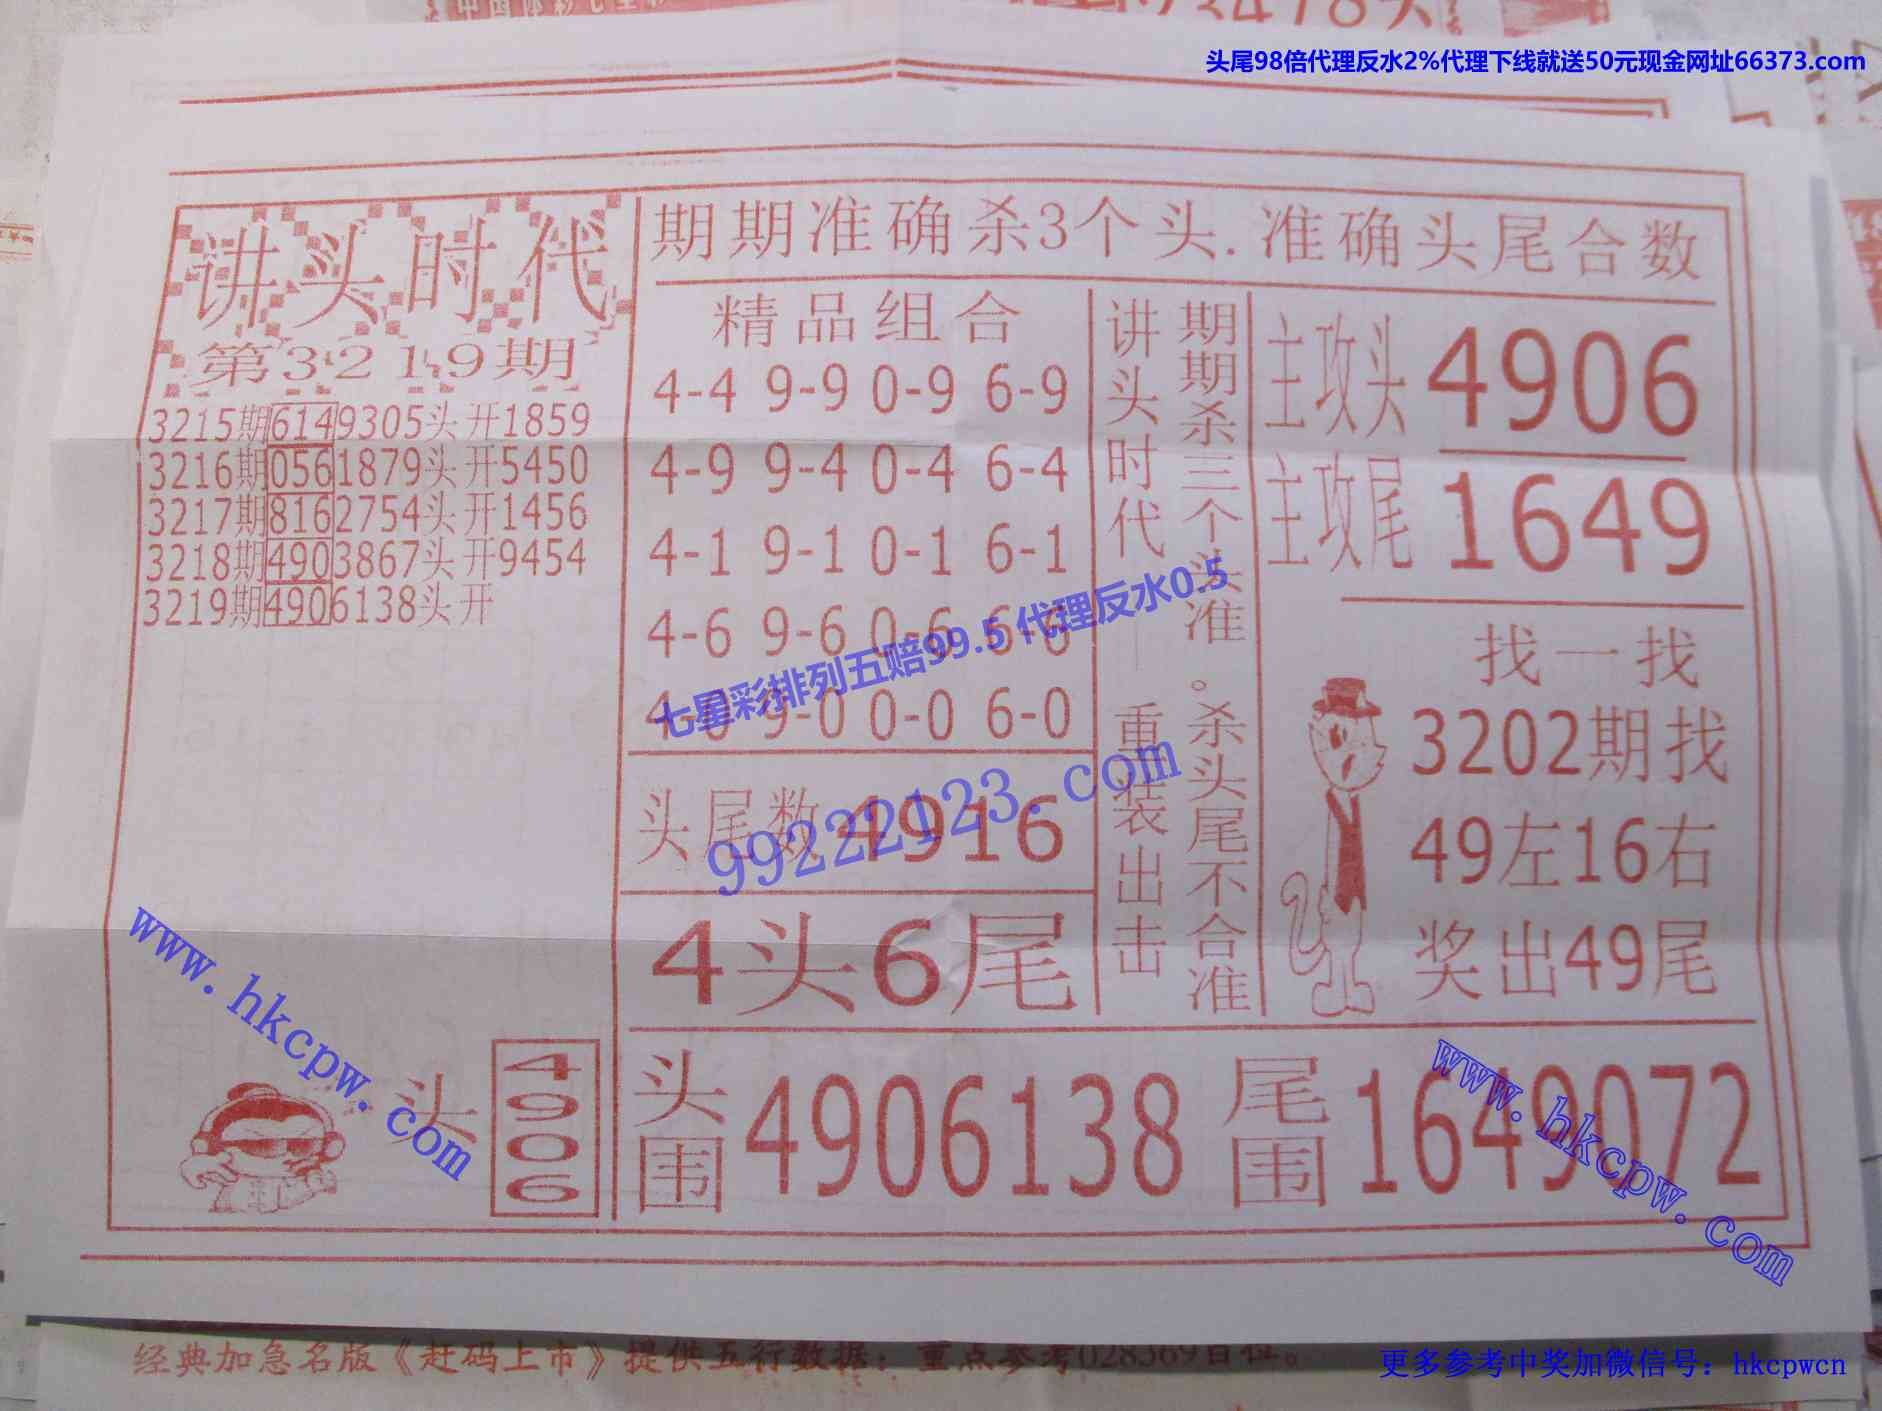 头尾98倍代理反水2%代理下线就送50元现金网址66373.com
讲头时代
第3219期
3215期6149305头开1859
3216期0561879头开5450
3217期8162754头开1456
3218期4903867头开9454
3219期4906138头开
头
4906
期期准确杀3个头.准确头尾合数
精品组合
4-4 9-9 0-9 6-9
4-9 9-4 0-4 6-4
4-1 9-1 0-1 6-1
4-6 9-6 0-6 6-6
4-0 9-0 0-0 6-0
头尾数4916
4头6尾
讲头时代——重装出击
期期杀三个头准。杀头尾不合准
主攻头4906
主攻尾1649
找一找
3202期找
49左16右
奖出49尾
头围4906138
尾围1649072
七星彩排列五赔99.5代理反水0.5
99222123.com
www.hkcpw.com
www.hkcpw.com
经典加急名版《赶码上市》提供五行数据：重点参考028369百位。
更多参考中奖加微信号：hkcpwcn